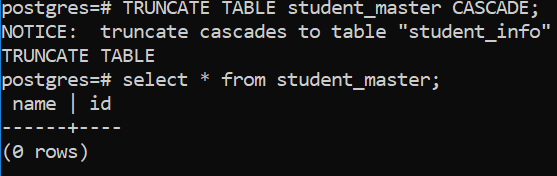 postgres=# TRUNCATE TABLE student_master CASCADE;
NOTICE:  truncate cascades to table "student_info"
TRUNCATE TABLE
postgres=# select * from student_master;
 name | id
------+----
(0 rows)